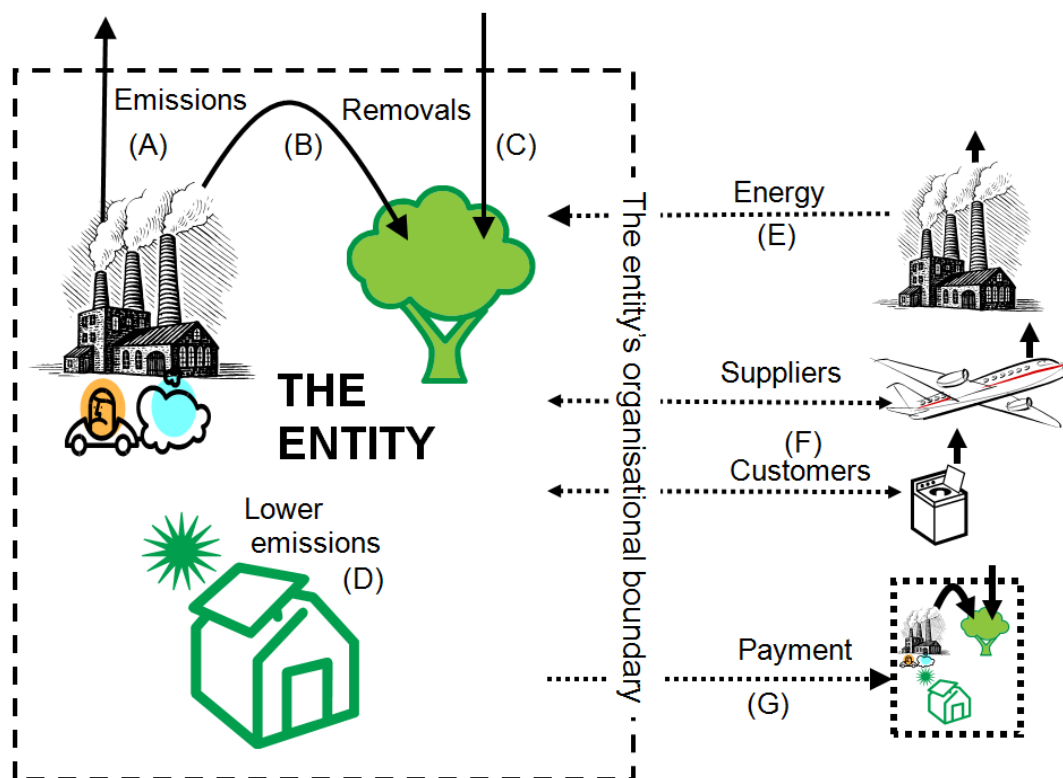 Emissions
(A)
(B)
Removals
(C)
THE
ENTITY
Lower
emissions
(D)
The entity's organisational boundary
Energy
(E)
Suppliers
(F)
Customers
Payment
(G)